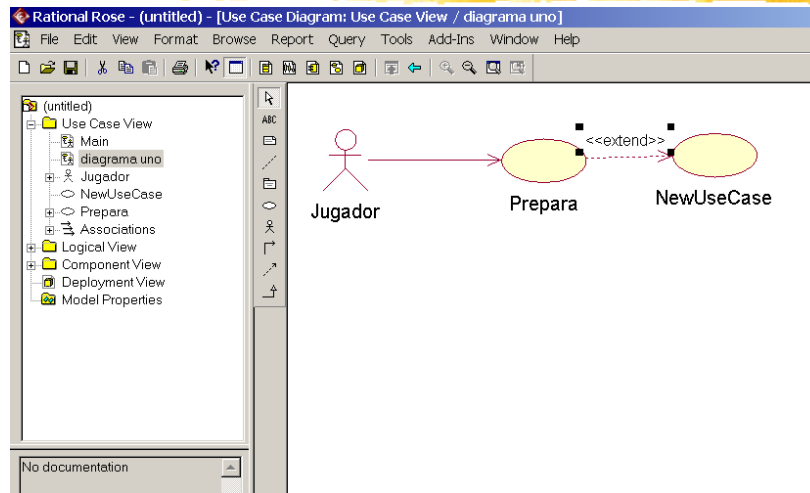 Rational Rose - (untitled) - [Use Case Diagram: Use Case View / diagrama uno]
File Edit View Format Browse Report Query Tools Add-Ins Window Help
(untitled)
Use Case View
Main
diagrama uno
Jugador
NewUseCase
Prepara
Associations
Logical View
Component View
Deployment View
Model Properties
No documentation
ABC
Jugador
Prepara
<<extend>>
NewUseCase